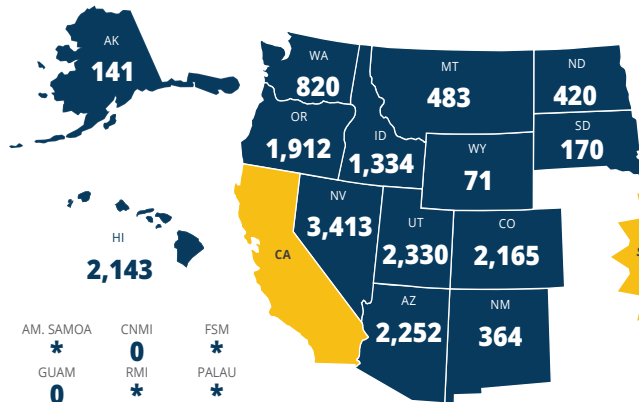 AK
141
WA
820
MT
483
ND
420
OR
1,912
ID
1,334
SD
170
WY
71
NV
3,413
UT
2,330
CO
2,165
CA
HI
2,143
AZ
2,252
NM
364
AM. SAMOA CNMI FSM
* 0 *
GUAM RMI PALAU
0 * *